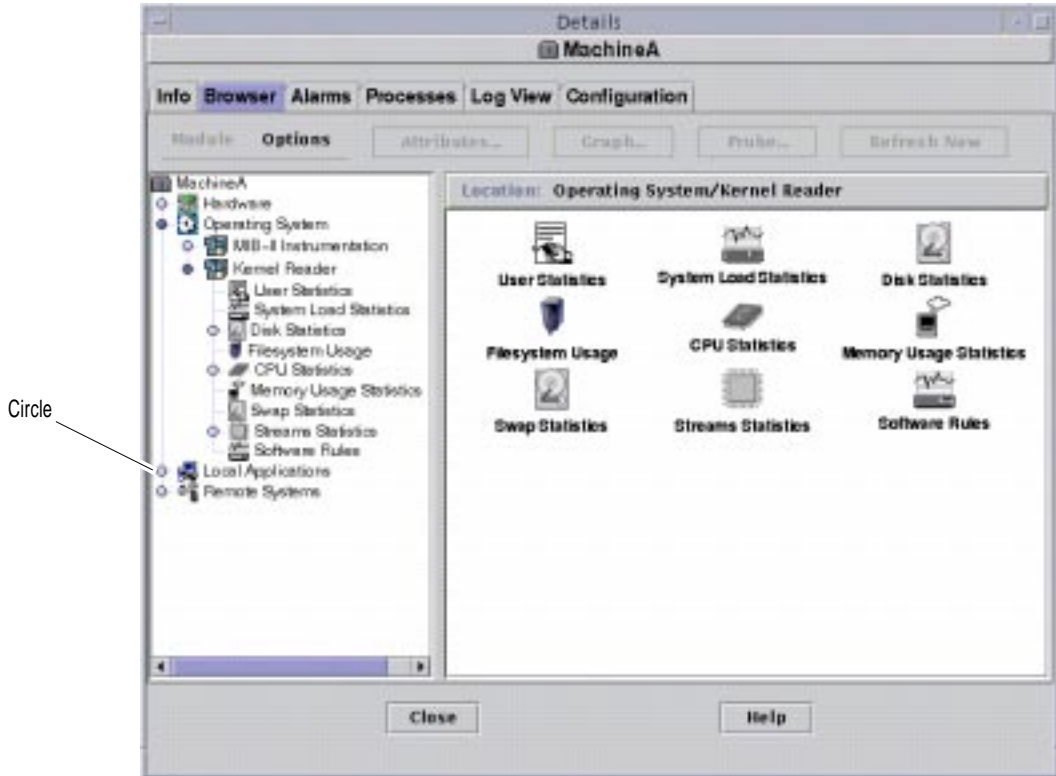 Details
MachineA
Info Browser Alarms Processes Log View Configuration
Module Options Attributes... Graph... Probe... Refresh Now
MachineA
Hardware
Operating System
MIB-II Instrumentation
Kernel Reader
User Statistics
System Load Statistics
Disk Statistics
Filesystem Usage
CPU Statistics
Memory Usage Statistics
Swap Statistics
Streams Statistics
Software Rules
Local Applications
Remote Systems
Circle
Location: Operating System/Kernel Reader
User Statistics System Load Statistics Disk Statistics
Filesystem Usage CPU Statistics Memory Usage Statistics
Swap Statistics Streams Statistics Software Rules
Close Help